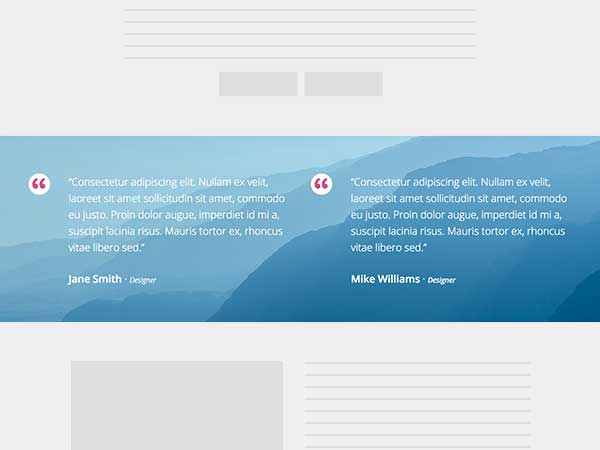 “Consectetur adipiscing elit. Nullam ex velit,
laoreet sit amet sollicitudin sit amet, commodo
eu justo. Proin dolor augue, imperdiet id mi a,
suscipit lacinia risus. Mauris tortor ex, rhoncus
vitae libero sed.”
Jane Smith · Designer
“Consectetur adipiscing elit. Nullam ex velit,
laoreet sit amet sollicitudin sit amet, commodo
eu justo. Proin dolor augue, imperdiet id mi a,
suscipit lacinia risus. Mauris tortor ex, rhoncus
vitae libero sed.”
Mike Williams · Designer